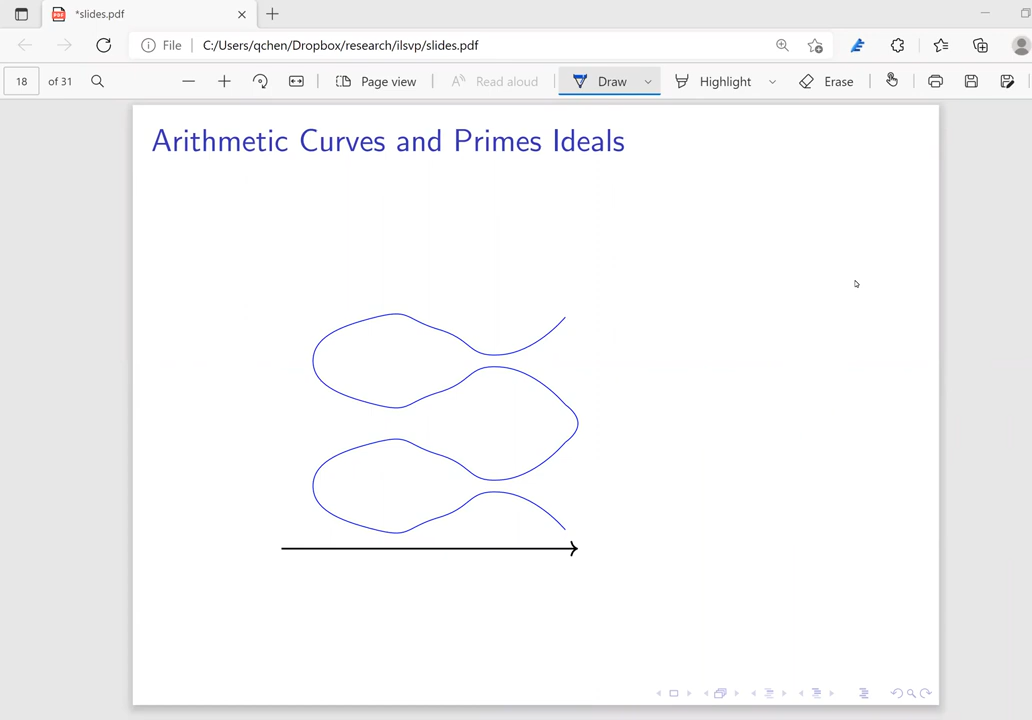 *slides.pdf
File C:/Users/qchen/Dropbox/research/ilsvp/slides.pdf
18 of 31 Page view Read aloud Draw Highlight Erase
Arithmetic Curves and Primes Ideals